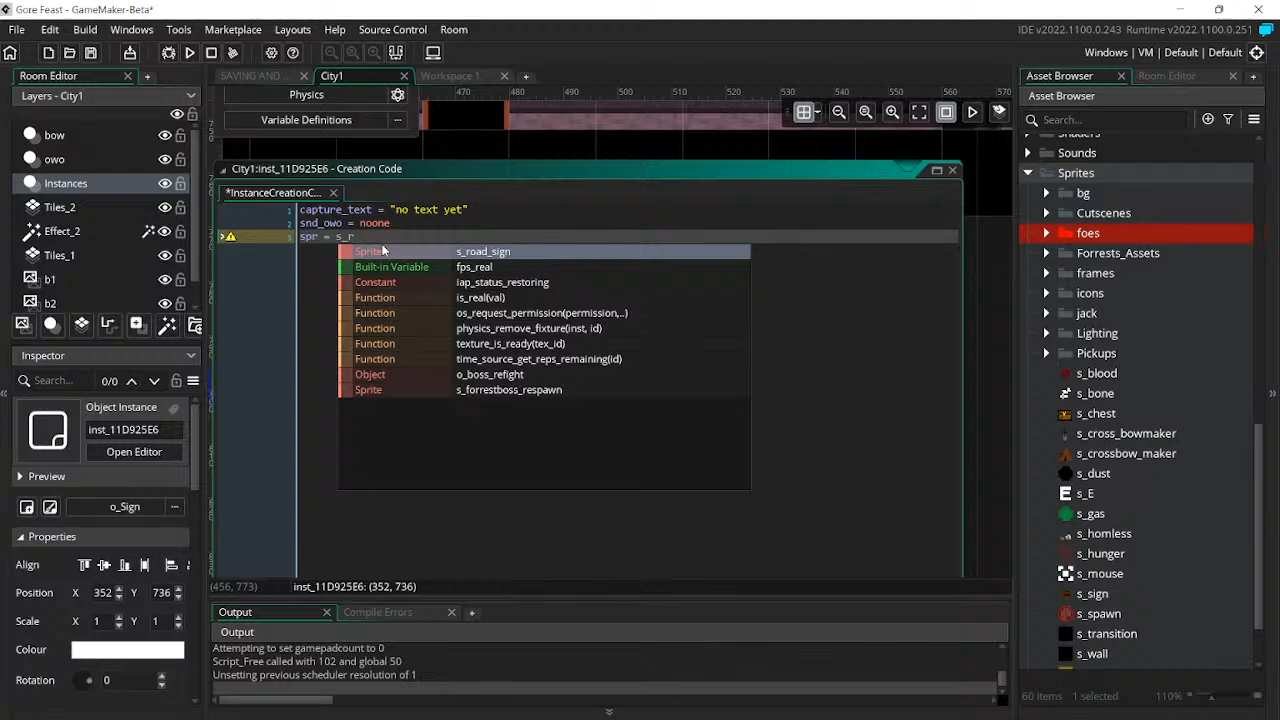 Gore Feast - GameMaker-Beta*
File Edit Build Windows Tools Marketplace Layouts Help Source Control Room
IDE v2022.1100.0.243 Runtime v2022.1100.0.251
Windows | VM | Default | Default
Room Editor
SAVING AND ...
City1
Workspace 1
Asset Browser
Room Editor
Layers - City1
Physics
Variable Definitions
470 480 490 500 510 520 530 540 550 560 570
Asset Browser
Search...
bow
owo
Instances
Tiles_2
Effect_2
Tiles_1
b1
b2
City1:inst_11D925E6 - Creation Code
*InstanceCreationC...
1 capture_text = "no text yet"
2 snd_owo = noone
3 spr = s_r
Sprite s_road_sign
Built-in Variable fps_real
Constant iap_status_restoring
Function is_real(val)
Function os_request_permission(permission,..)
Function physics_remove_fixture(inst, id)
Function texture_is_ready(tex_id)
Function time_source_get_reps_remaining(id)
Object o_boss_refight
Sprite s_forrestboss_respawn
Shaders
Sounds
Sprites
bg
Cutscenes
foes
Forrests_Assets
frames
icons
jack
Lighting
Pickups
s_blood
s_bone
s_chest
s_cross_bowmaker
s_crossbow_maker
s_dust
E s_E
s_gas
s_homless
s_hunger
s_mouse
s_sign
s_spawn
s_transition
s_wall
60 items 1 selected 110%
Inspector
Search... 0/0
Object Instance
inst_11D925E6
Open Editor
Preview
o_Sign
Properties
Align
Position X 352 Y 736
Scale X 1 Y 1
Colour
Rotation 0
(456, 773) inst_11D925E6: (352, 736)
Output
Compile Errors
Output
Attempting to set gamepadcount to 0
Script_Free called with 102 and global 50
Unsetting previous scheduler resolution of 1